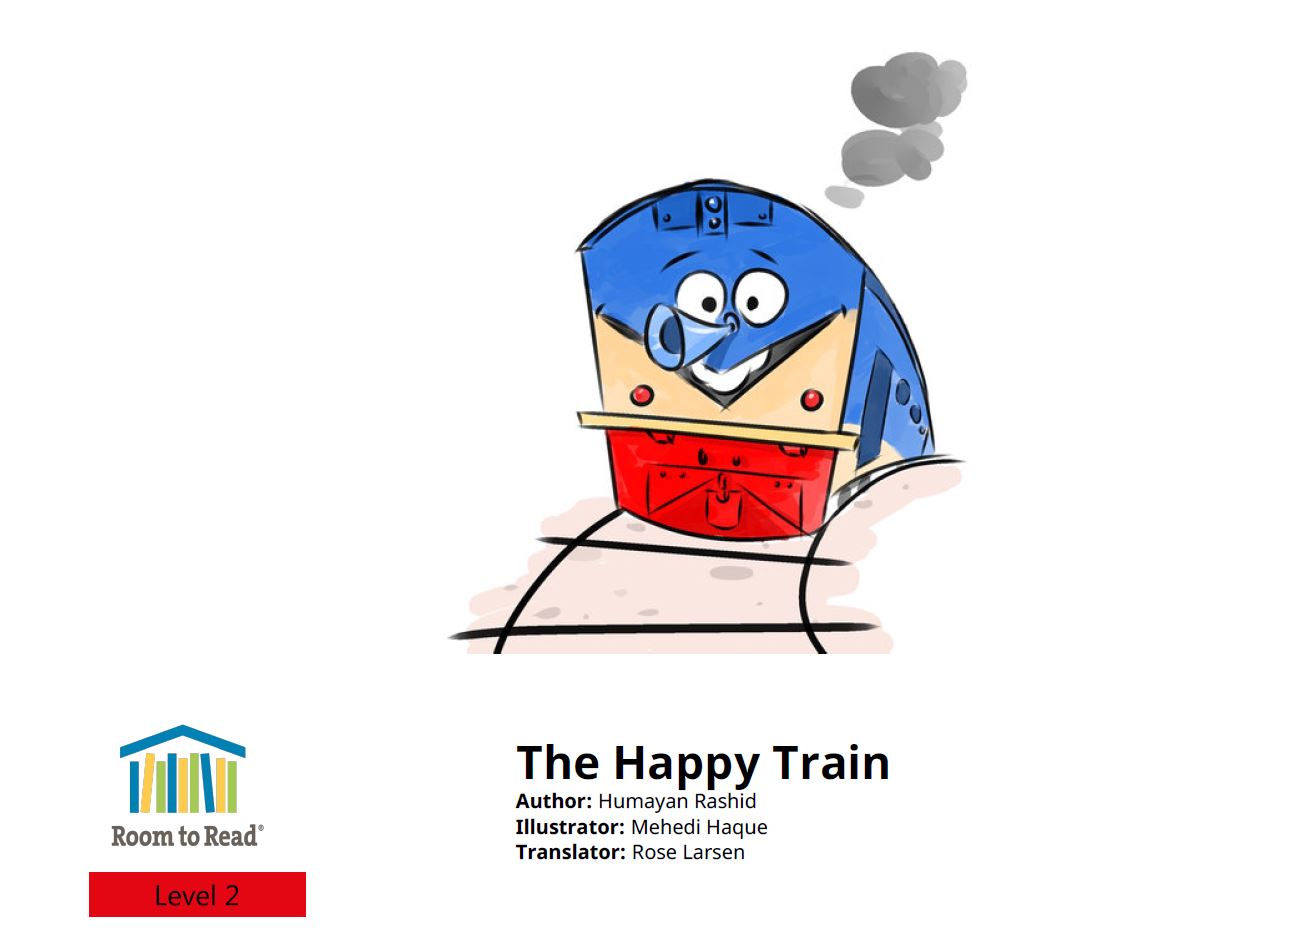 The Happy Train
Author: Humayan Rashid
Illustrator: Mehedi Haque
Translator: Rose Larsen
Room to Read®
Level 2